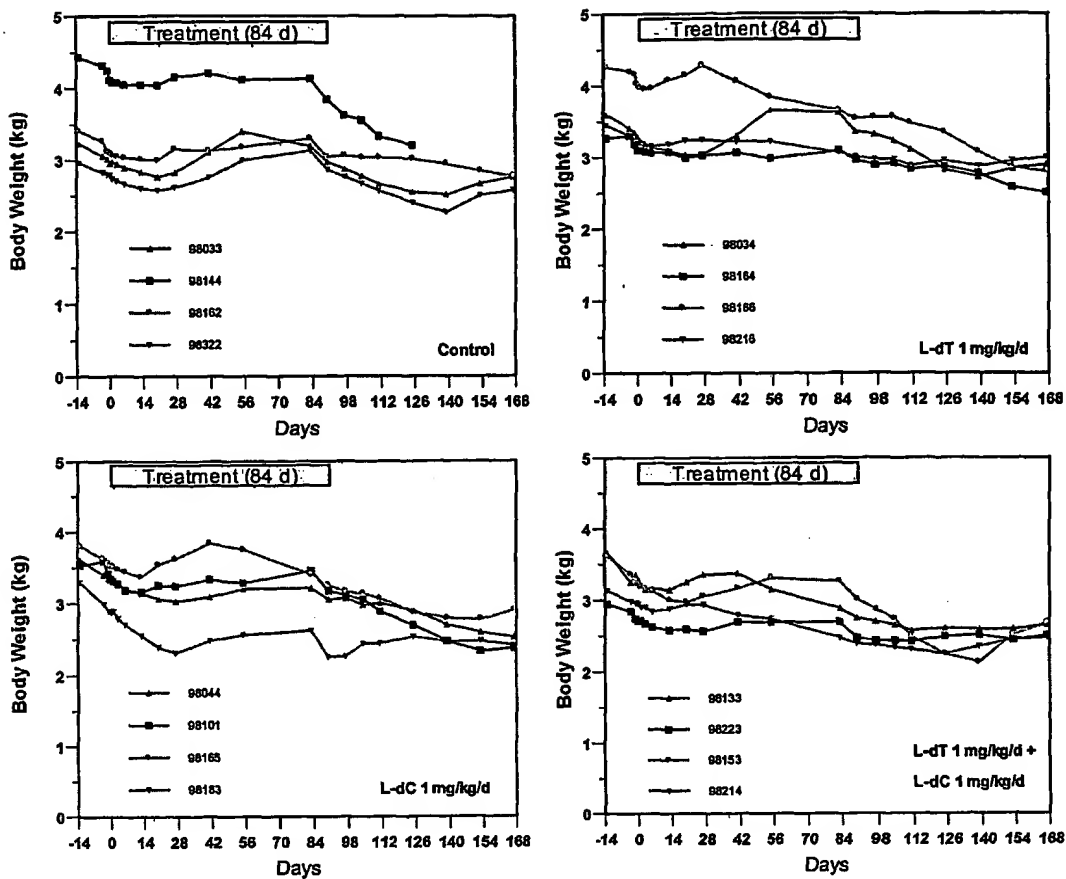 Treatment (84 d)
5
4
3
2
1
0
Body Weight (kg)
98033
98144
98162
98322
Control
-14 0 14 28 42 56 70 84 98 112 126 140 154 168
Days
Treatment (84 d)
5
4
3
2
1
0
Body Weight (kg)
98034
98164
98166
98216
L-dT 1 mg/kg/d
-14 0 14 28 42 56 70 84 98 112 126 140 154 168
Days
Treatment (84 d)
5
4
3
2
1
0
Body Weight (kg)
98044
98101
98165
98183
L-dC 1 mg/kg/d
-14 0 14 28 42 56 70 84 98 112 126 140 154 168
Days
Treatment (84 d)
5
4
3
2
1
0
Body Weight (kg)
98133
98223
98153
98214
L-dT 1 mg/kg/d +
L-dC 1 mg/kg/d
-14 0 14 28 42 56 70 84 98 112 126 140 154 168
Days